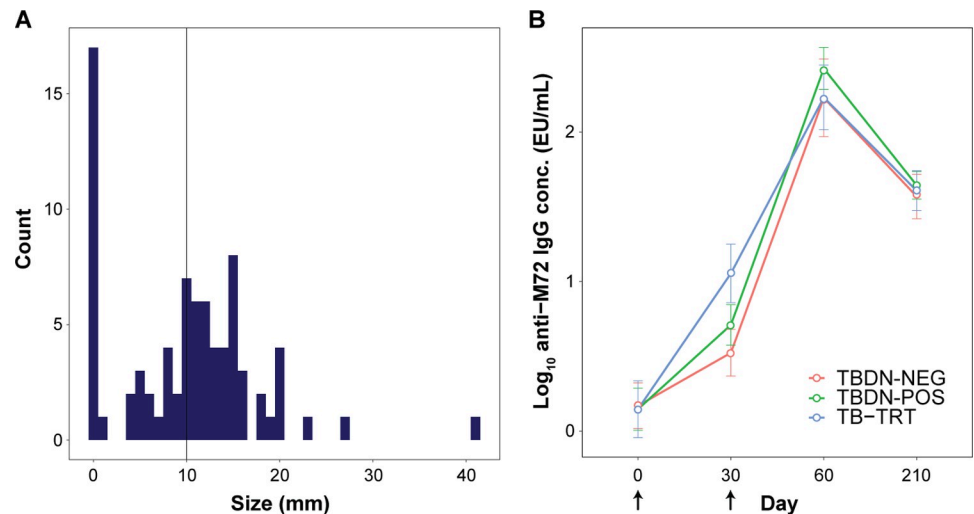 A
15
10
5
0
Count
0 10 20 30 40
Size (mm)
B
2
1
0
Log10 anti−M72 IgG conc. (EU/mL)
TBDN-NEG
TBDN-POS
TB−TRT
0 30 60 210
Day